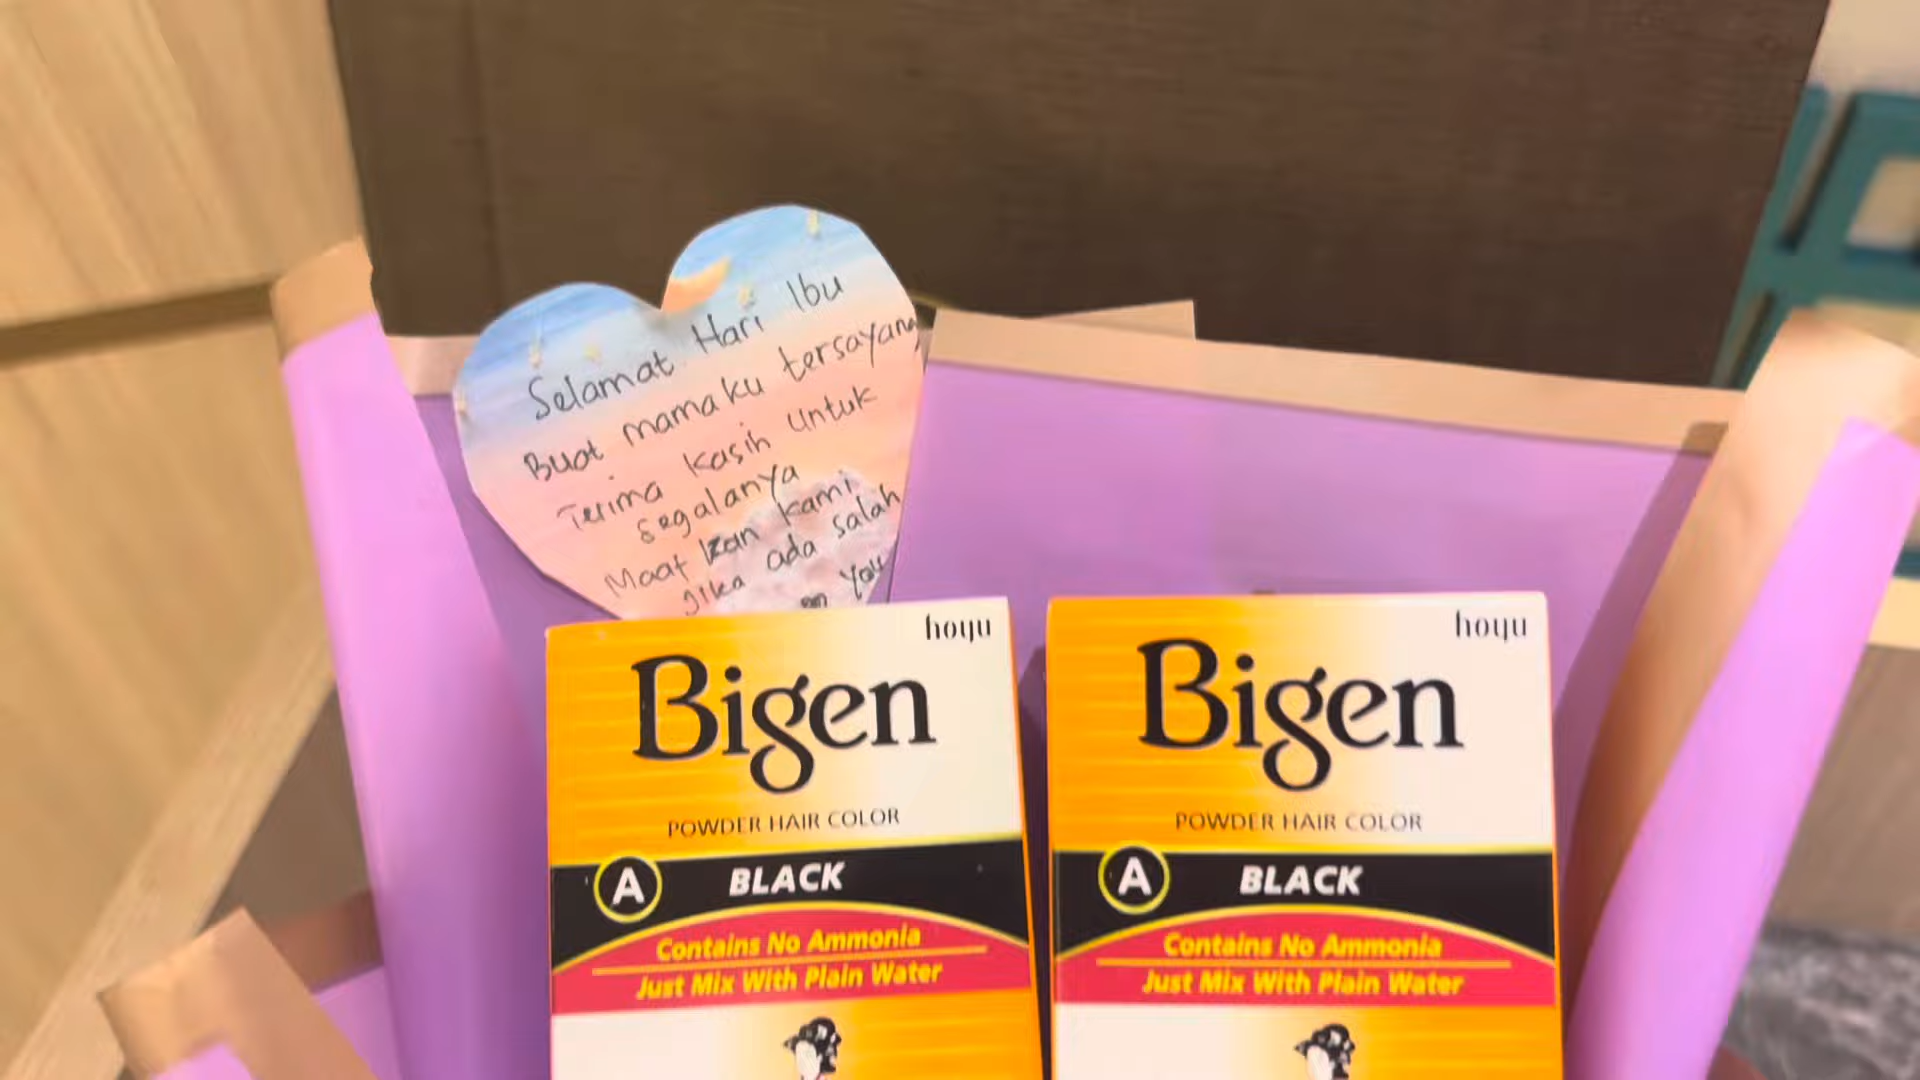 Selamat Hari Ibu
Buat mamaku tersayang
Terima kasih untuk
segalanya
Maaf kan kami
jika ada salah
You
hoyu
Bigen
POWDER HAIR COLOR
A BLACK
Contains No Ammonia
Just Mix With Plain Water
hoyu
Bigen
POWDER HAIR COLOR
A BLACK
Contains No Ammonia
Just Mix With Plain Water